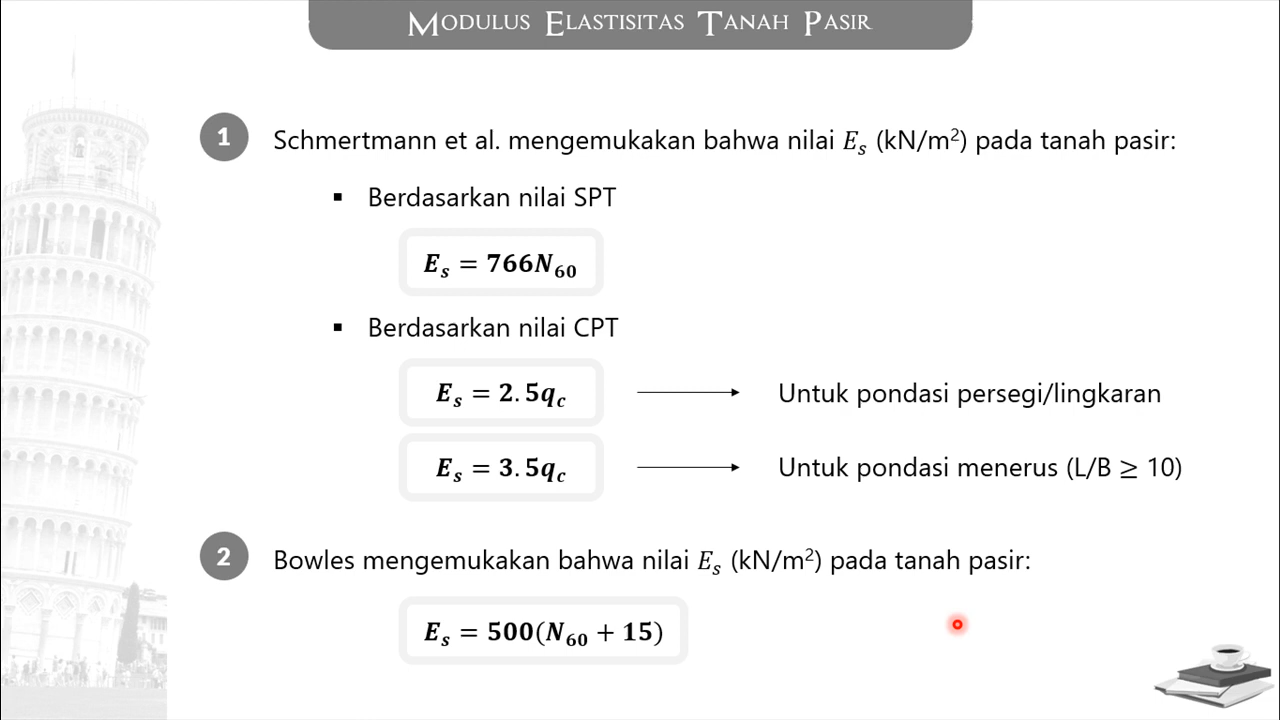 MODULUS ELASTISITAS TANAH PASIR
1 Schmertmann et al. mengemukakan bahwa nilai Eₛ (kN/m²) pada tanah pasir:
▪ Berdasarkan nilai SPT
Eₛ = 766N₆₀
▪ Berdasarkan nilai CPT
Eₛ = 2.5q_c → Untuk pondasi persegi/lingkaran
Eₛ = 3.5q_c → Untuk pondasi menerus (L/B ≥ 10)
2 Bowles mengemukakan bahwa nilai Eₛ (kN/m²) pada tanah pasir:
Eₛ = 500(N₆₀ + 15)